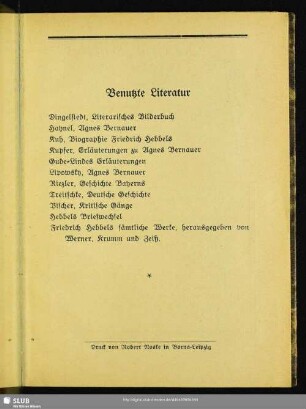 Benutzte Literatur
Dingelstedt, Literarisches Bilderbuch
Haynel, Agnes Bernauer
Kuh, Biographie Friedrich Hebbels
Kupfer, Erläuterungen zu Agnes Bernauer
Gude-Lindes Erläuterungen
Lipowsky, Agnes Bernauer
Riezler, Geschichte Bayerns
Treitschke, Deutsche Geschichte
Vischer, Kritische Gänge
Hebbels Briefwechsel
Friedrich Hebbels sämtliche Werke, herausgegeben von
Werner, Krumm und Zeiß.
*
Druck von Robert Noske in Borna-Leipzig
SLUB